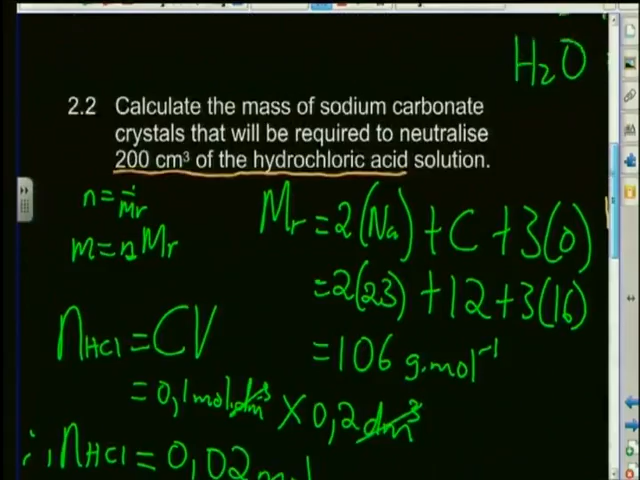 H₂O
2.2 Calculate the mass of sodium carbonate
crystals that will be required to neutralise
200 cm³ of the hydrochloric acid solution.
m = nMr
Mr = 2(Na) + C + 3(O)
= 2(23) + 12 + 3(16)
= 106 g.mol⁻¹
nHCl = CV
= 0,1 mol.dm⁻³ × 0,2 dm³
∴ nHCl = 0,02 mol